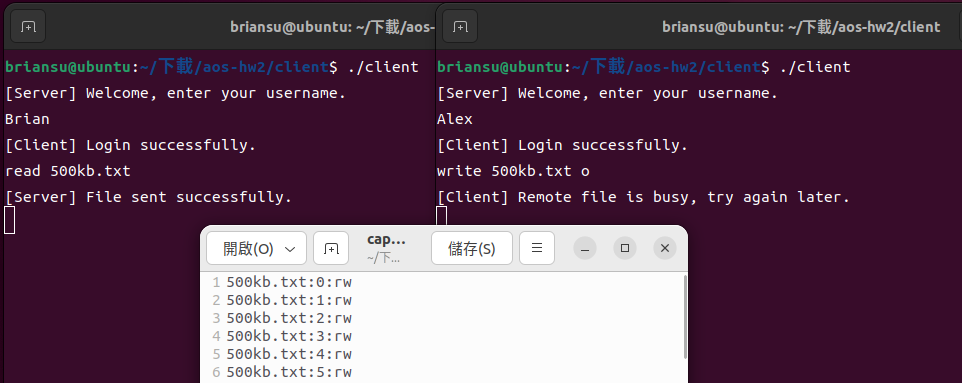 briansu@ubuntu: ~/下載/aos-
briansu@ubuntu:~/下載/aos-hw2/client$ ./client
[Server] Welcome, enter your username.
Brian
[Client] Login successfully.
read 500kb.txt
[Server] File sent successfully.
briansu@ubuntu: ~/下載/aos-hw2/client
briansu@ubuntu:~/下載/aos-hw2/client$ ./client
[Server] Welcome, enter your username.
Alex
[Client] Login successfully.
write 500kb.txt o
[Client] Remote file is busy, try again later.
開啟(O)
cap...
~/下...
儲存(S)
1 500kb.txt:0:rw
2 500kb.txt:1:rw
3 500kb.txt:2:rw
4 500kb.txt:3:rw
5 500kb.txt:4:rw
6 500kb.txt:5:rw